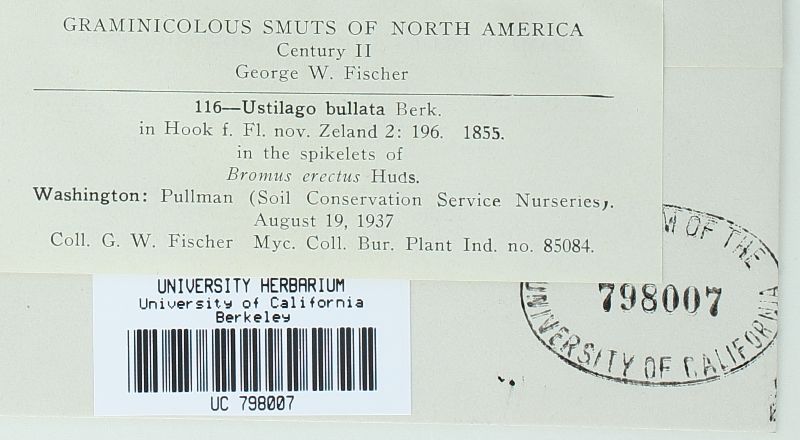 GRAMINICOLOUS SMUTS OF NORTH AMERICA
Century II
George W. Fischer
116—Ustilago bullata Berk.
in Hook f. Fl. nov. Zeland 2: 196. 1855.
in the spikelets of
Bromus erectus Huds.
Washington: Pullman (Soil Conservation Service Nurseries).
August 19, 1937
Coll. G. W. Fischer Myc. Coll. Bur. Plant Ind. no. 85084.
OF THE
798007
UNIVERSITY OF CALIFORNIA
UNIVERSITY HERBARIUM
University of California
Berkeley
UC 798007